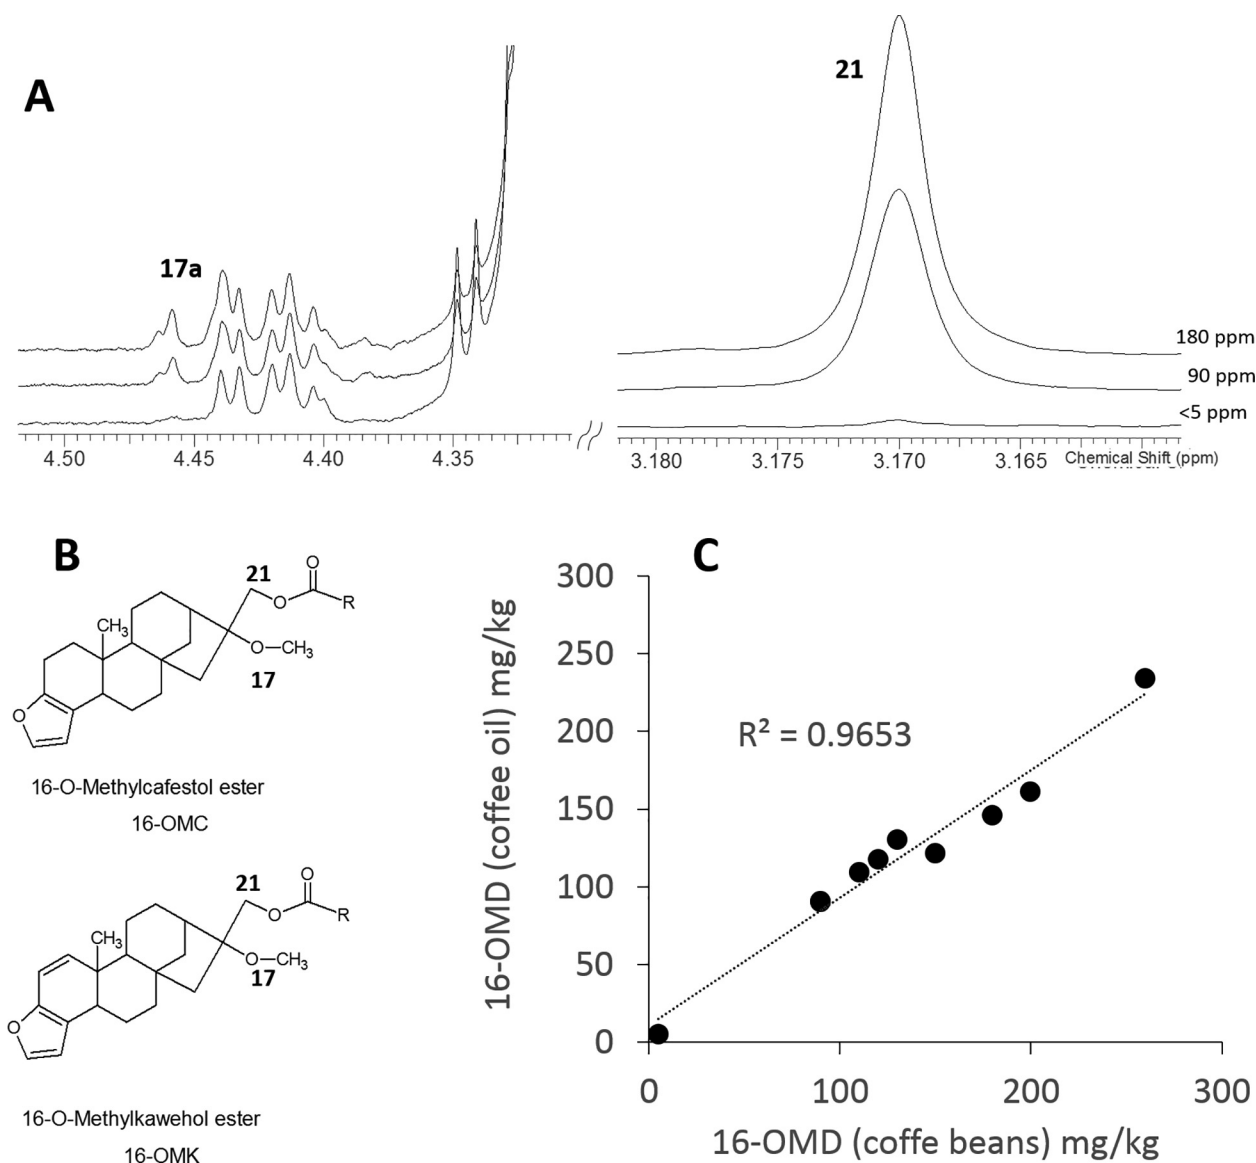 A
17a
21
180 ppm
90 ppm
<5 ppm
4.50 4.45 4.40 4.35
3.180 3.175 3.170 3.165 Chemical Shift (ppm)
B
21
O
O
R
CH3
O—CH3
17
O
16-O-Methylcafestol ester
16-OMC
21
O
O
R
CH3
O—CH3
17
O
16-O-Methylkawehol ester
16-OMK
C
16-OMD (coffee oil) mg/kg
300
250
200
150
100
50
0
R² = 0.9653
0 100 200 300
16-OMD (coffe beans) mg/kg